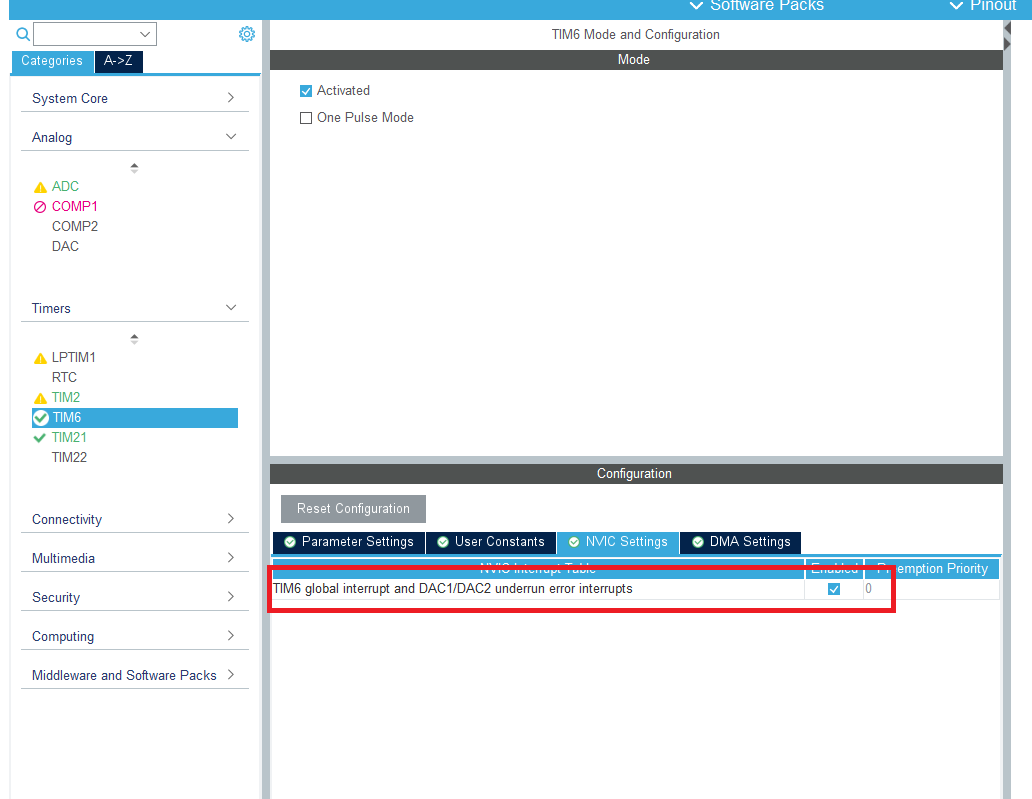 Software Packs
Pinout
TIM6 Mode and Configuration
Categories
A->Z
Mode
System Core
Activated
One Pulse Mode
Analog
ADC
COMP1
COMP2
DAC
Timers
LPTIM1
RTC
TIM2
TIM6
TIM21
TIM22
Connectivity
Multimedia
Security
Computing
Middleware and Software Packs
Configuration
Reset Configuration
Parameter Settings
User Constants
NVIC Settings
DMA Settings
NVIC Interrupt Table
Enabled
Preemption Priority
TIM6 global interrupt and DAC1/DAC2 underrun error interrupts
0